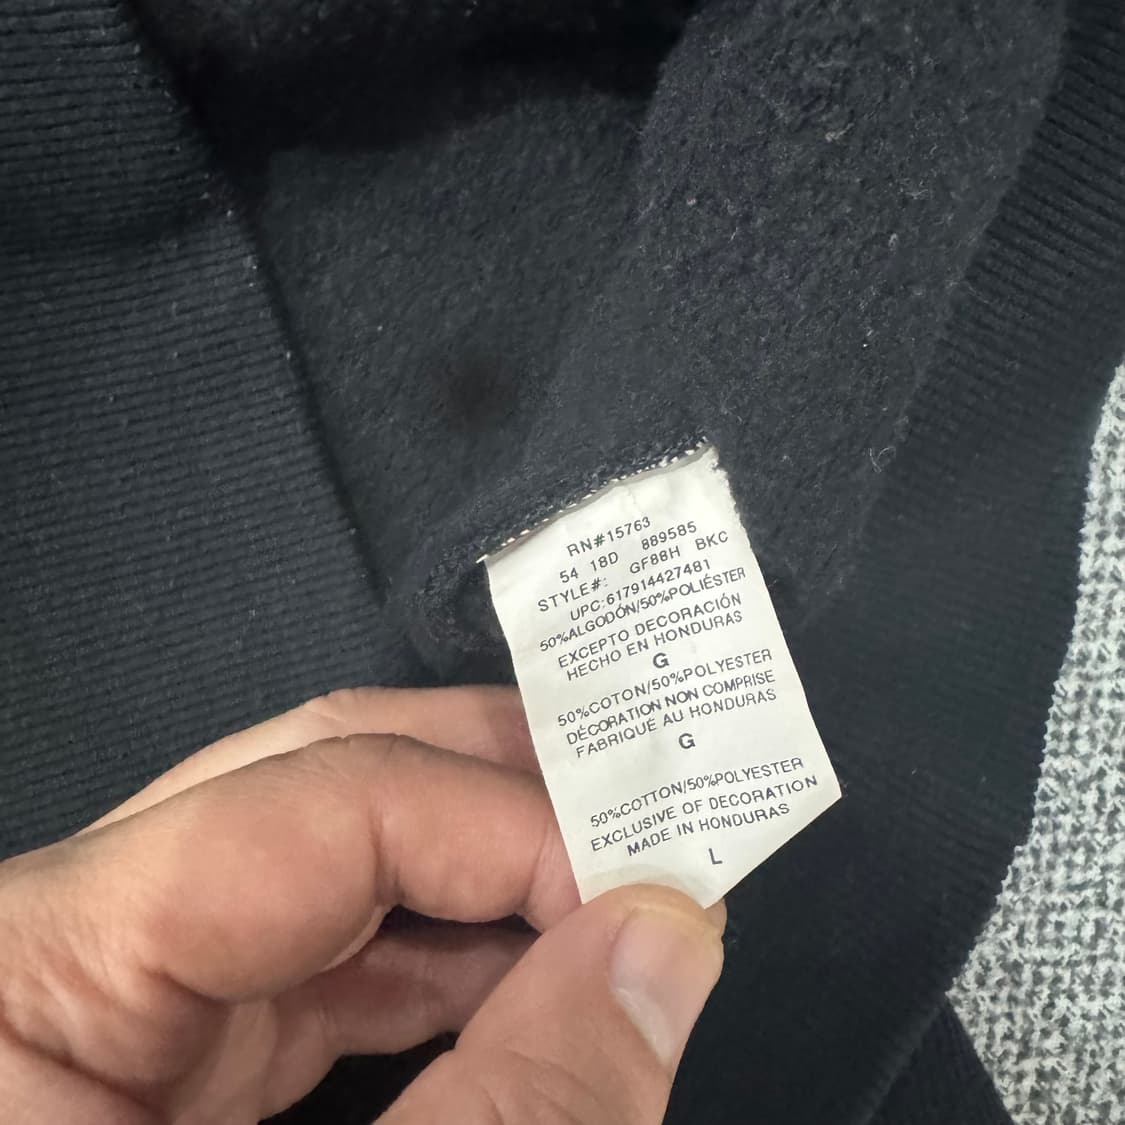 RN#15763
54 18D 889585
STYLE#: GF88H BKC
UPC:617914427481
50%ALGODÓN/50%POLIÉSTER
EXCEPTO DECORACIÓN
HECHO EN HONDURAS
G
50%COTON/50%POLYESTER
DÉCORATION NON COMPRISE
FABRIQUÉ AU HONDURAS
G
50%COTTON/50%POLYESTER
EXCLUSIVE OF DECORATION
MADE IN HONDURAS
L